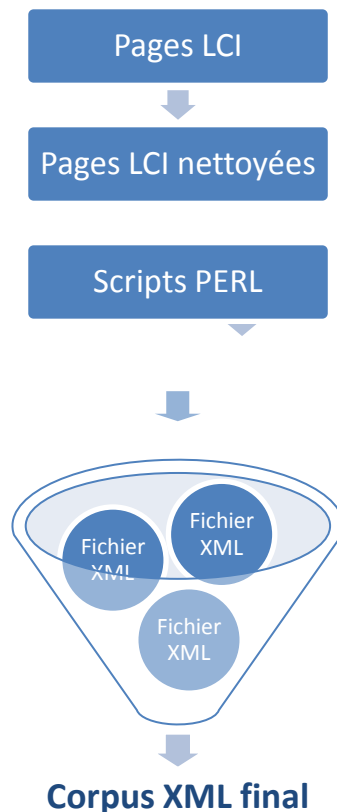 Pages LCI
Pages LCI nettoyées
Scripts PERL
Fichier
XML
Fichier
XML
Fichier
XML
Corpus XML final